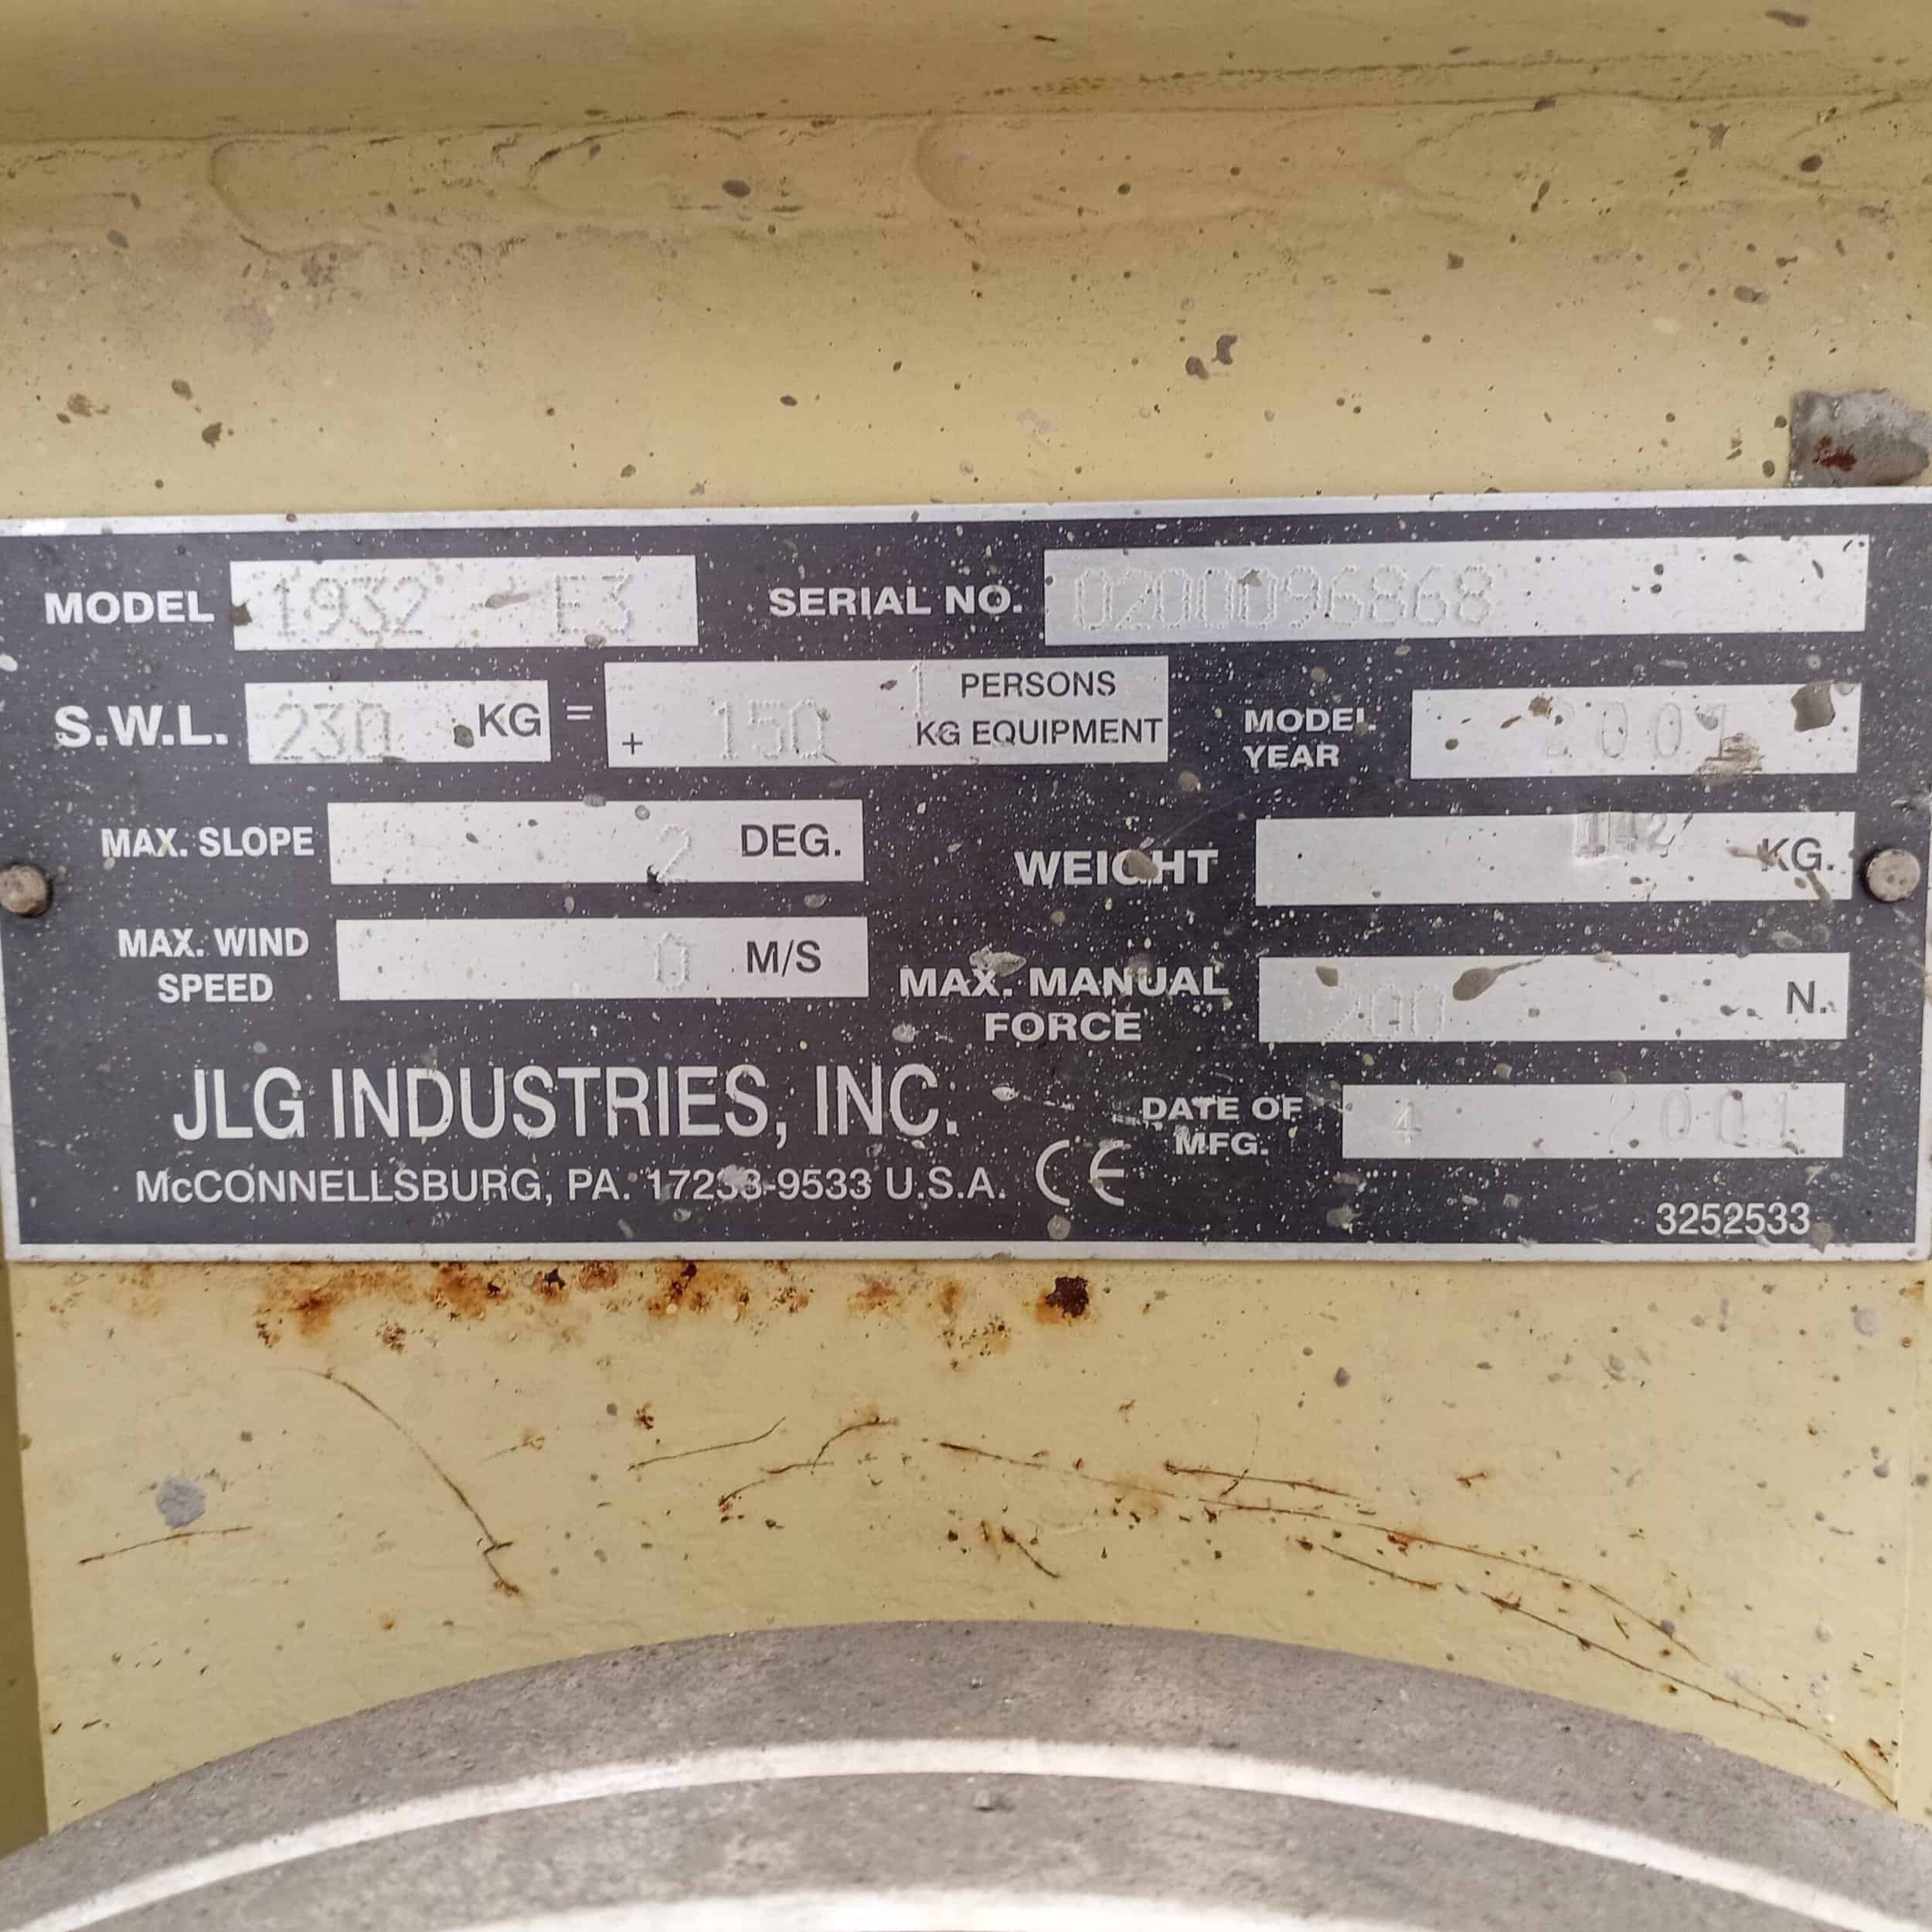 MODEL 1932 - E3 SERIAL NO. 0200096868
S.W.L. 230 KG = 1 PERSONS
+ 150 KG EQUIPMENT
MODEL YEAR 2001
MAX. SLOPE 2 DEG.
WEIGHT KG.
MAX. WIND SPEED 0 M/S
MAX. MANUAL FORCE 200 N.
JLG INDUSTRIES, INC.
McCONNELLSBURG, PA. 17233-9533 U.S.A. CE
DATE OF MFG. 4 2001
3252533